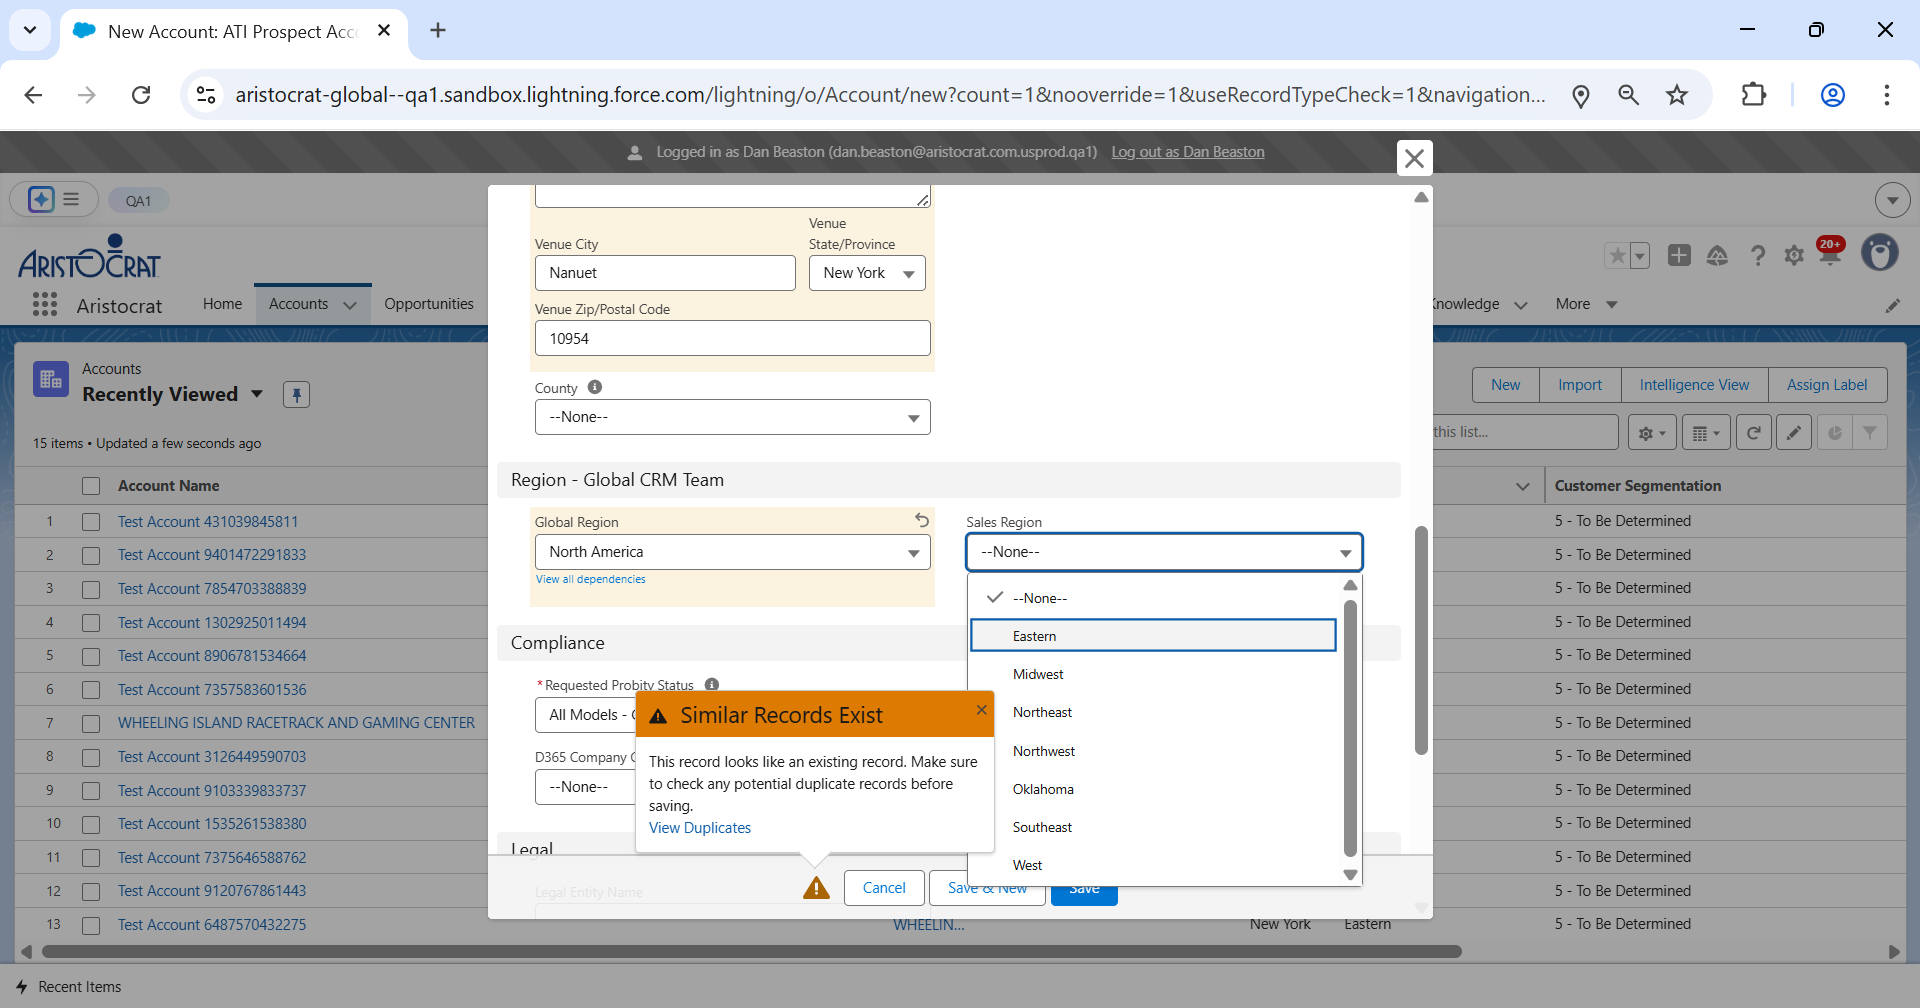 New Account: ATI Prospect Acc
aristocrat-global--qa1.sandbox.lightning.force.com/lightning/o/Account/new?count=1&nooverride=1&useRecordTypeCheck=1&navigation...
Logged in as Dan Beaston (dan.beaston@aristocrat.com.usprod.qa1) Log out as Dan Beaston
QA1
ARISTOCRAT
20+
Aristocrat
Home
Accounts
Opportunities
Knowledge
More
Accounts
Recently Viewed
15 items • Updated a few seconds ago
New
Import
Intelligence View
Assign Label
this list...
Account Name
Customer Segmentation
1 Test Account 431039845811 5 - To Be Determined
2 Test Account 9401472291833 5 - To Be Determined
3 Test Account 7854703388839 5 - To Be Determined
4 Test Account 1302925011494 5 - To Be Determined
5 Test Account 8906781534664 5 - To Be Determined
6 Test Account 7357583601536 5 - To Be Determined
7 WHEELING ISLAND RACETRACK AND GAMING CENTER 5 - To Be Determined
8 Test Account 3126449590703 5 - To Be Determined
9 Test Account 9103339833737 5 - To Be Determined
10 Test Account 1535261538380 5 - To Be Determined
11 Test Account 7375646588762 5 - To Be Determined
12 Test Account 9120767861443 5 - To Be Determined
13 Test Account 6487570432275 WHEELIN... New York Eastern 5 - To Be Determined
Venue City
Nanuet
Venue
State/Province
New York
Venue Zip/Postal Code
10954
County
--None--
Region - Global CRM Team
Global Region
North America
View all dependencies
Sales Region
--None--
--None--
Eastern
Midwest
Northeast
Northwest
Oklahoma
Southeast
West
Compliance
*Requested Probity Status
All Models -
D365 Company
--None--
Similar Records Exist
This record looks like an existing record. Make sure
to check any potential duplicate records before
saving.
View Duplicates
Legal
Legal Entity Name
Cancel
Save & New
Save
Recent Items